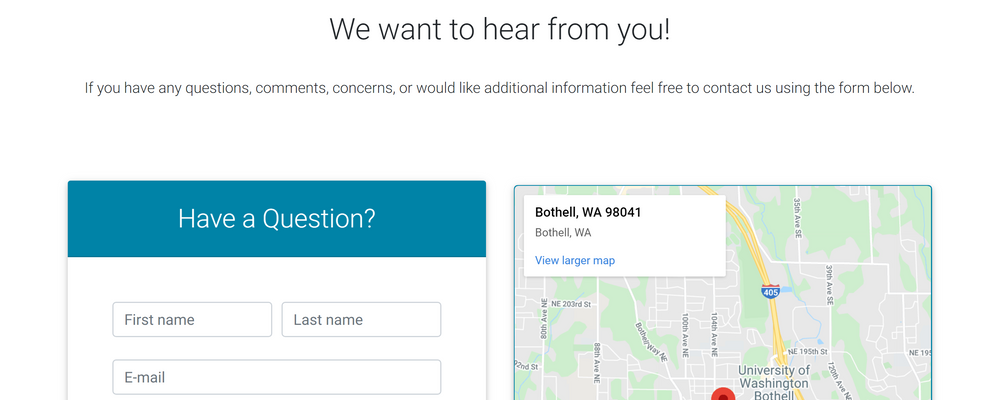 We want to hear from you!
If you have any questions, comments, concerns, or would like additional information feel free to contact us using the form below.
Have a Question?
First name
Last name
E-mail
Bothell, WA 98041
Bothell, WA
View larger map
35th Ave SE
39th Ave SE
405
NE 203rd St
80th Ave NE
88th Ave NE
Bothell Way NE
100th Ave NE
104th Ave NE
92nd St
NE 195th St
NE 195
120th Ave NE
University of
Washington
Bothell